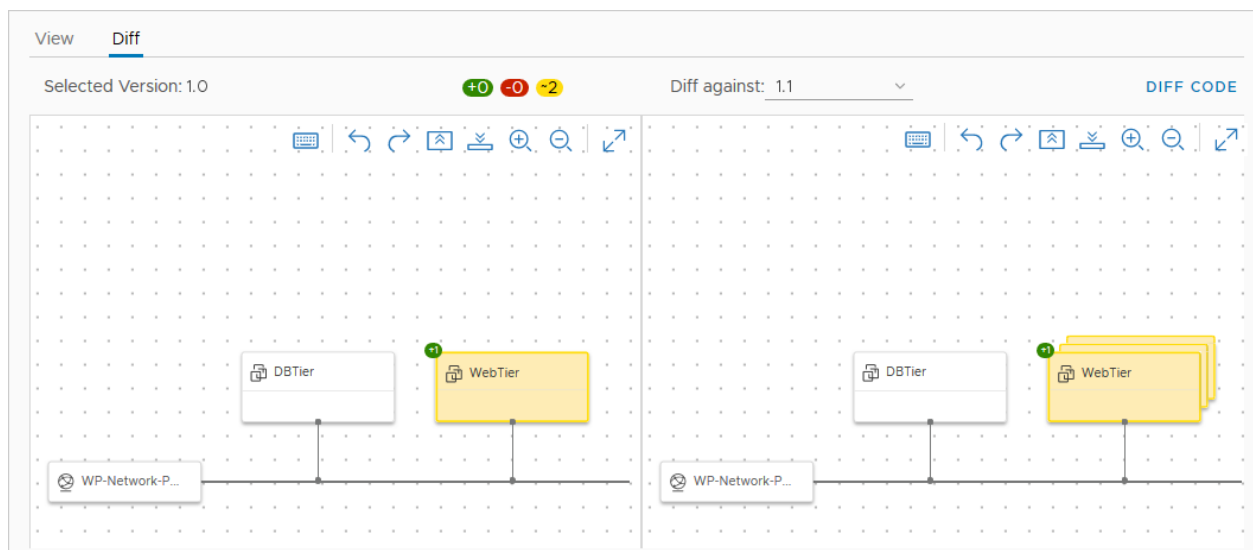 View Diff
Selected Version: 1.0 +0 -0 ~2 Diff against: 1.1 DIFF CODE
+1 +1
DBTier WebTier DBTier WebTier
WP-Network-P... WP-Network-P...